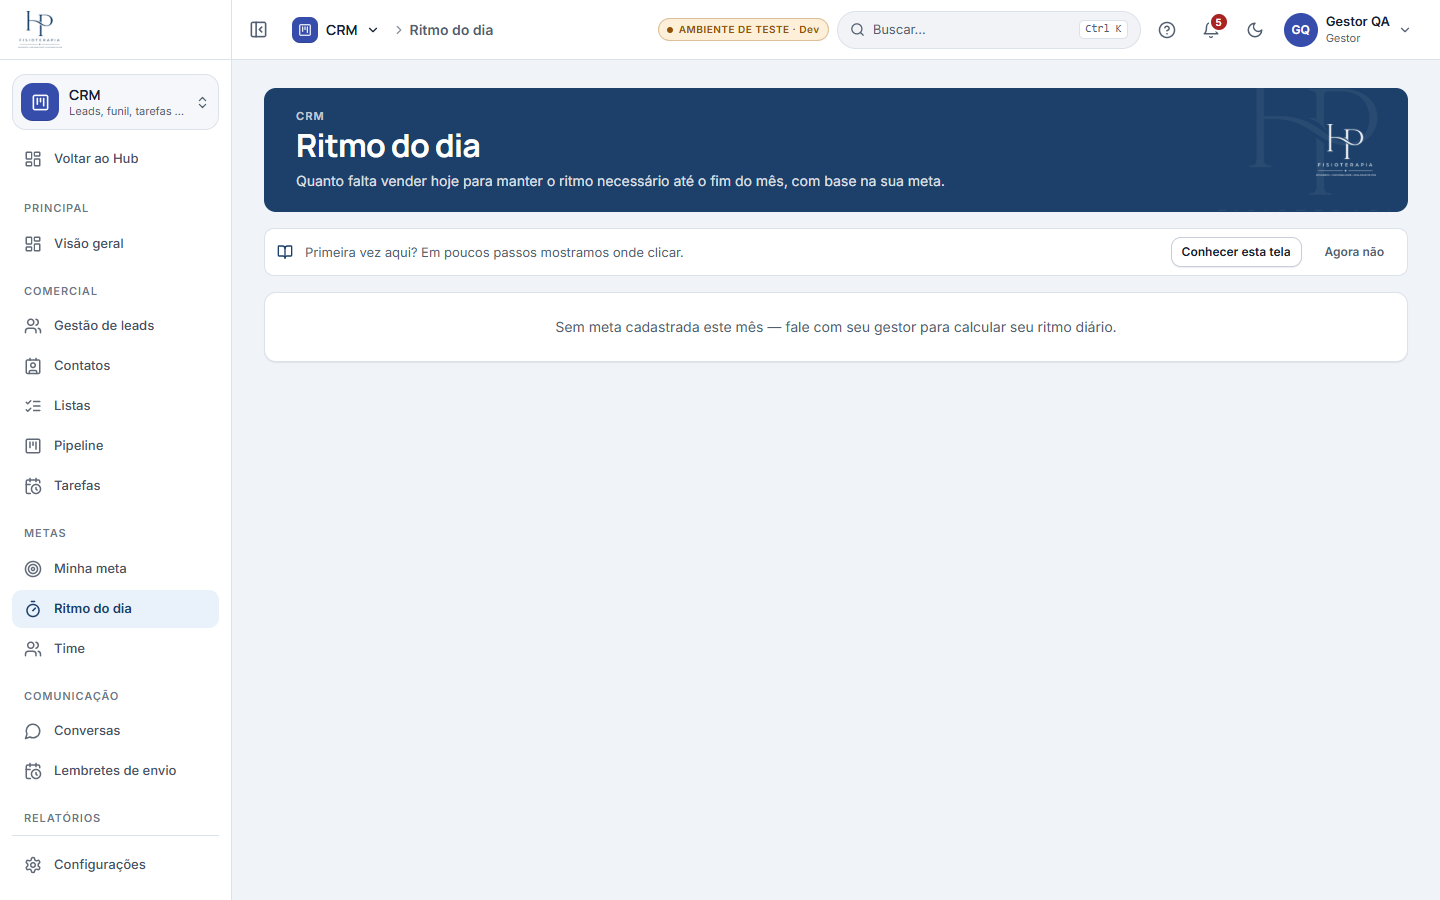 HP
FISIOTERAPIA
CRM
Leads, funil, tarefas ...
Voltar ao Hub
PRINCIPAL
Visão geral
COMERCIAL
Gestão de leads
Contatos
Listas
Pipeline
Tarefas
METAS
Minha meta
Ritmo do dia
Time
COMUNICAÇÃO
Conversas
Lembretes de envio
RELATÓRIOS
Configurações
CRM
Ritmo do dia
AMBIENTE DE TESTE · Dev
Buscar...
Ctrl K
5
GQ
Gestor QA
Gestor
CRM
Ritmo do dia
Quanto falta vender hoje para manter o ritmo necessário até o fim do mês, com base na sua meta.
HP
FISIOTERAPIA
Primeira vez aqui? Em poucos passos mostramos onde clicar.
Conhecer esta tela
Agora não
Sem meta cadastrada este mês — fale com seu gestor para calcular seu ritmo diário.